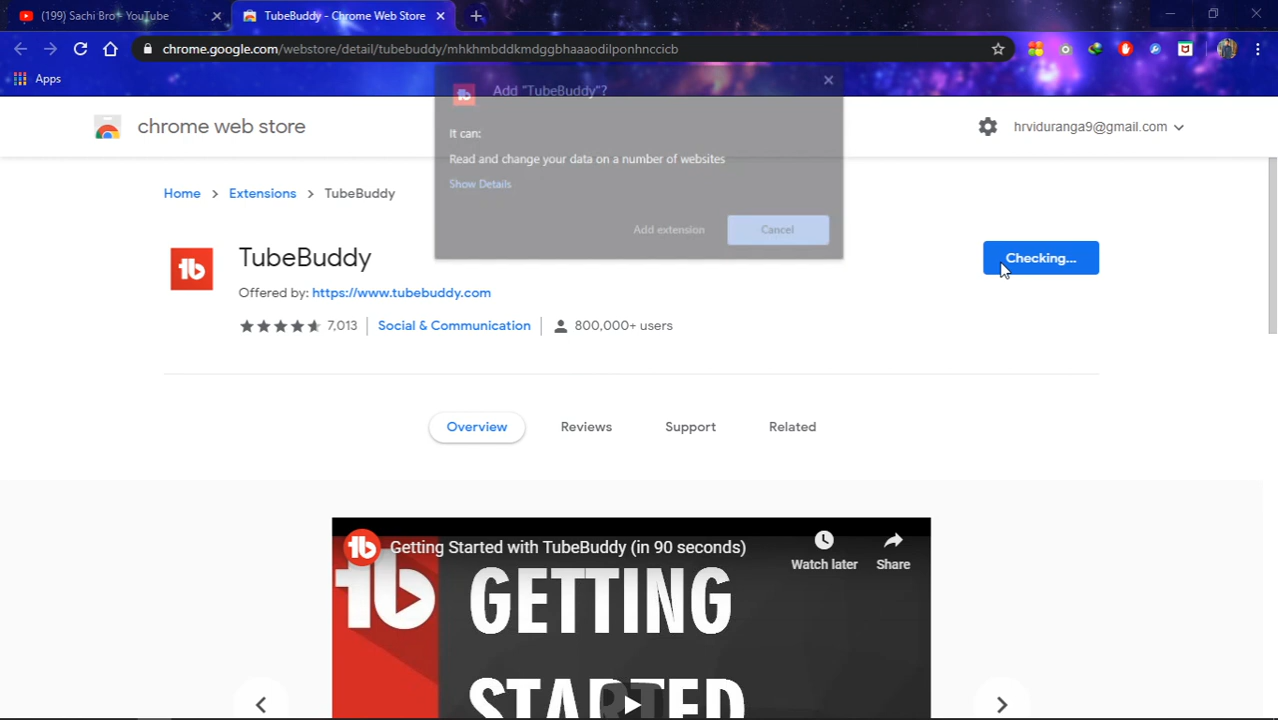 (199) Sachi Bro - YouTube
TubeBuddy - Chrome Web Store
chrome.google.com/webstore/detail/tubebuddy/mhkhmbddkmdggbhaaaodilponhnccicb
Apps
Add "TubeBuddy"?
It can:
Read and change your data on a number of websites
Show Details
Add extension
Cancel
chrome web store
hrviduranga9@gmail.com
Home > Extensions > TubeBuddy
TubeBuddy
Checking...
Offered by: https://www.tubebuddy.com
7,013
Social & Communication
800,000+ users
Overview
Reviews
Support
Related
Getting Started with TubeBuddy (in 90 seconds)
Watch later
Share
GETTING
STARTED